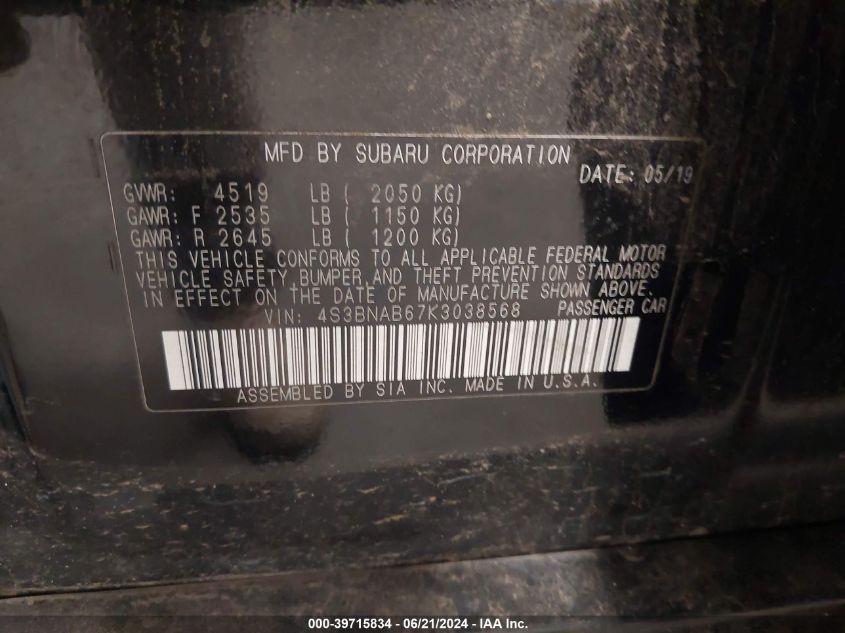 MFD BY SUBARU CORPORATION
DATE: 05/19
GVWR: 4519 LB ( 2050 KG)
GAWR: F 2535 LB ( 1150 KG)
GAWR: R 2645 LB ( 1200 KG)
THIS VEHICLE CONFORMS TO ALL APPLICABLE FEDERAL MOTOR
VEHICLE SAFETY, BUMPER, AND THEFT PREVENTION STANDARDS
IN EFFECT ON THE DATE OF MANUFACTURE SHOWN ABOVE.
VIN: 4S3BNAB67K3038568 PASSENGER CAR
ASSEMBLED BY SIA INC. MADE IN U.S.A.
000-39715834 - 06/21/2024 - IAA Inc.